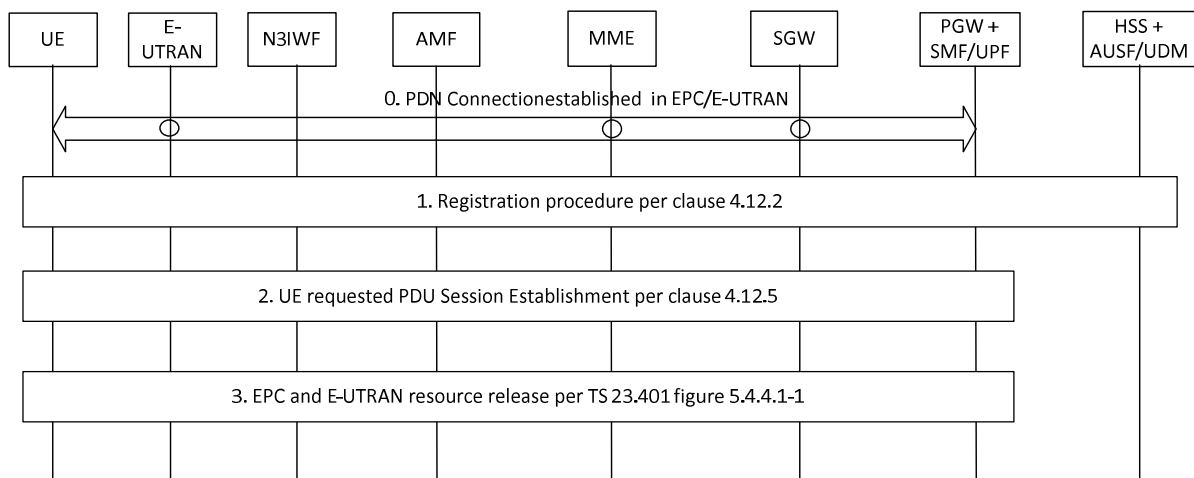 UE
E-
UTRAN
N3IWF
AMF
MME
SGW
PGW +
SMF/UPF
HSS +
AUSF/UDM
0. PDN Connectionestablished in EPC/E-UTRAN
1. Registration procedure per clause 4.12.2
2. UE requested PDU Session Establishment per clause 4.12.5
3. EPC and E-UTRAN resource release per TS 23.401 figure 5.4.4.1-1